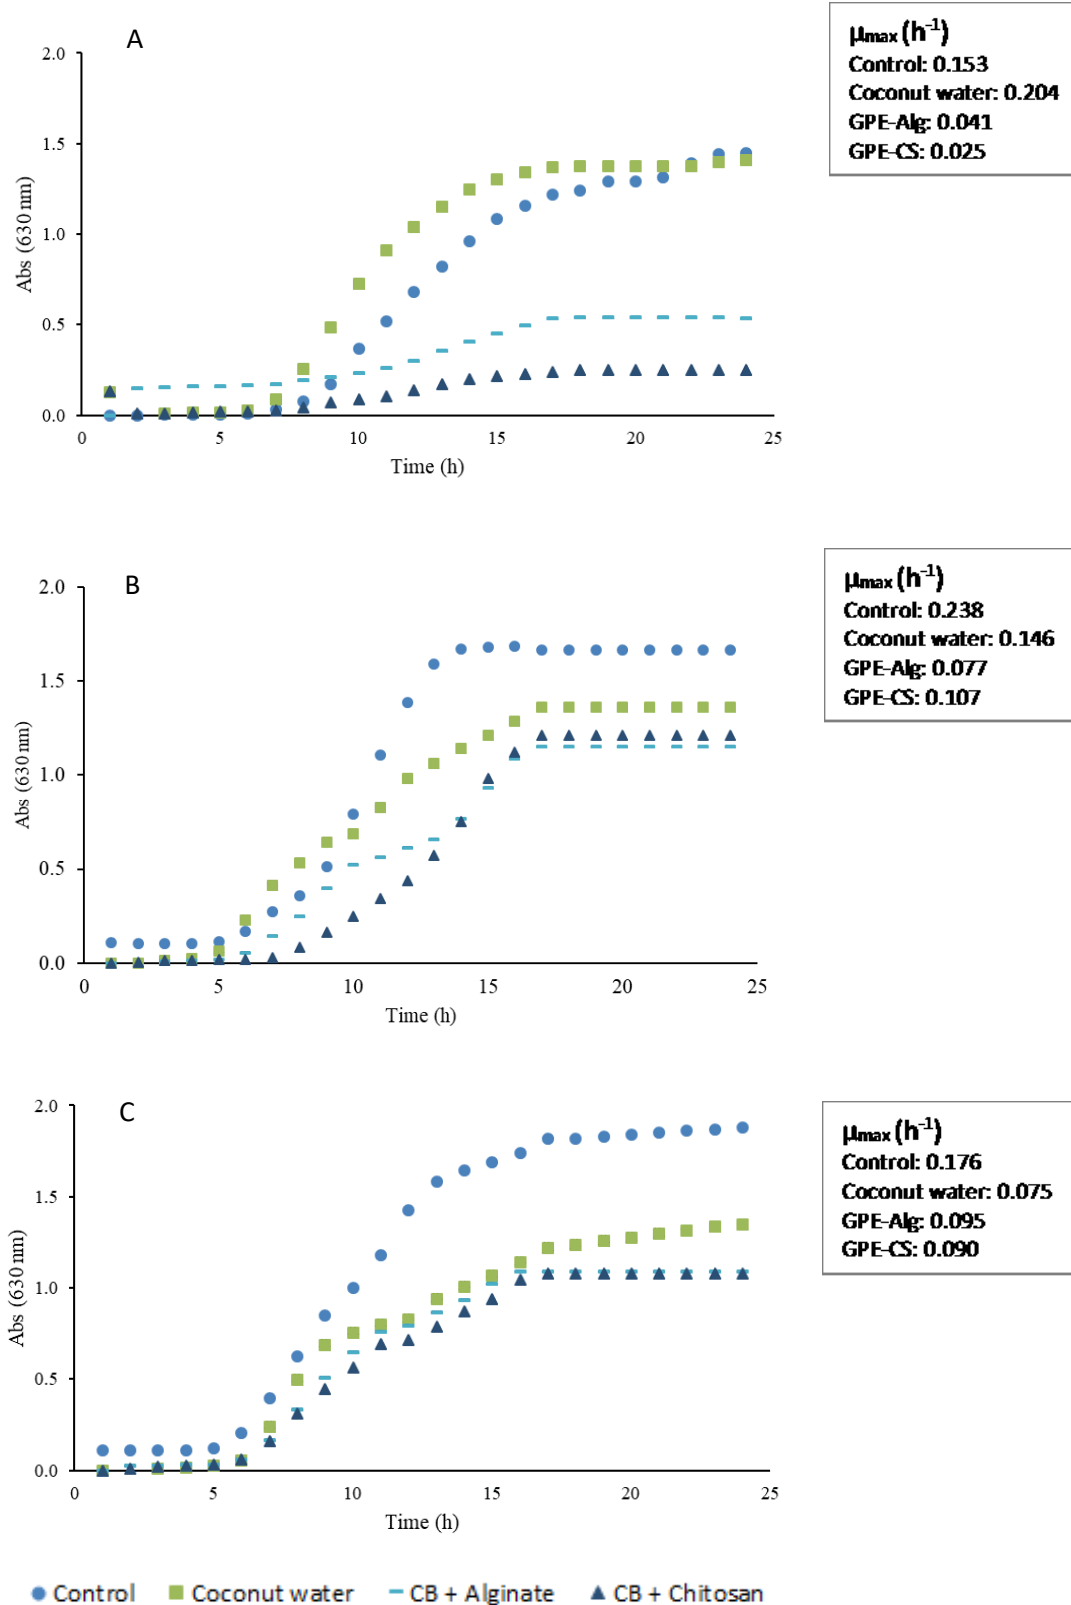 A
2.0
1.5
1.0
0.5
0.0
Abs (630 nm)
0 5 10 15 20 25
Time (h)
μmax (h-1)
Control: 0.153
Coconut water: 0.204
GPE-Alg: 0.041
GPE-CS: 0.025
B
2.0
1.5
1.0
0.5
0.0
Abs (630 nm)
0 5 10 15 20 25
Time (h)
μmax (h-1)
Control: 0.238
Coconut water: 0.146
GPE-Alg: 0.077
GPE-CS: 0.107
C
2.0
1.5
1.0
0.5
0.0
Abs (630 nm)
0 5 10 15 20 25
Time (h)
μmax (h-1)
Control: 0.176
Coconut water: 0.075
GPE-Alg: 0.095
GPE-CS: 0.090
Control Coconut water CB + Alginate CB + Chitosan